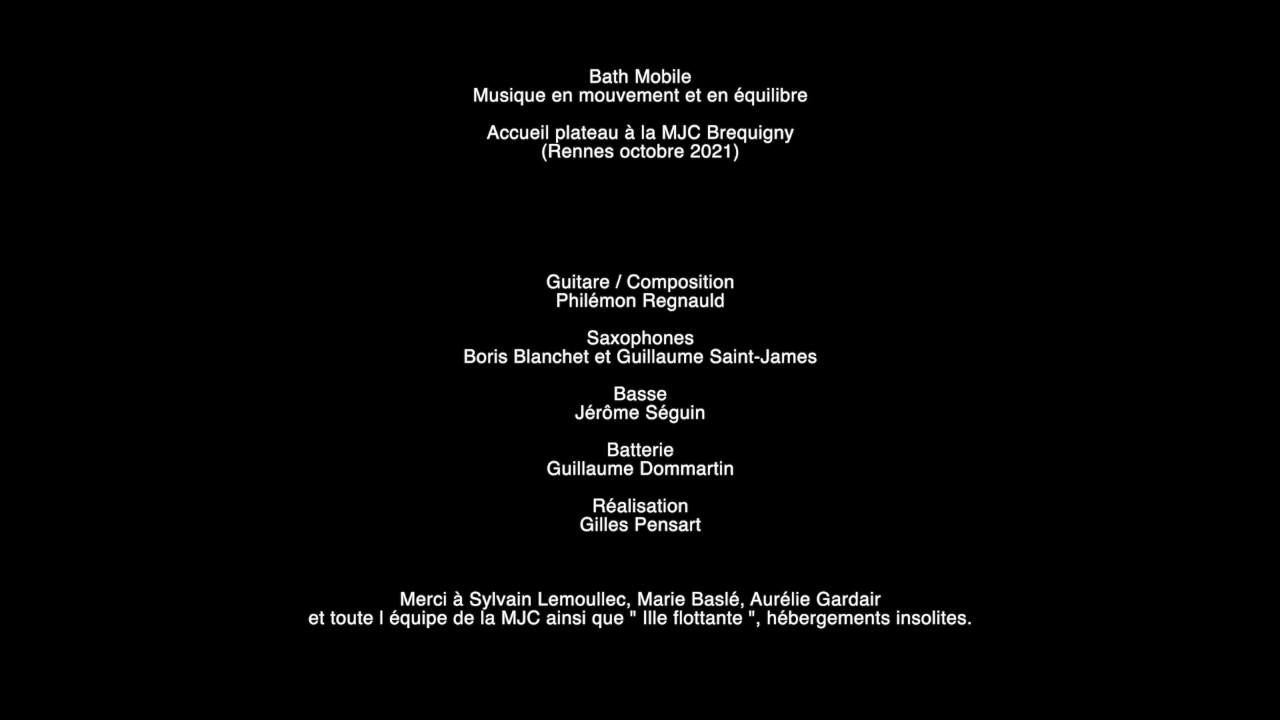 Bath Mobile
Musique en mouvement et en équilibre
Accueil plateau à la MJC Brequigny
(Rennes octobre 2021)
Guitare / Composition
Philémon Regnauld
Saxophones
Boris Blanchet et Guillaume Saint-James
Basse
Jérôme Séguin
Batterie
Guillaume Dommartin
Réalisation
Gilles Pensart
Merci à Sylvain Lemoullec, Marie Baslé, Aurélie Gardair
et toute l équipe de la MJC ainsi que " Ille flottante ", hébergements insolites.